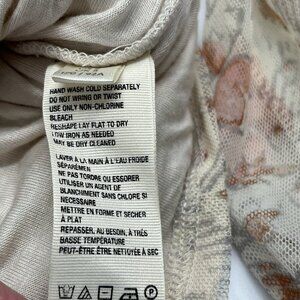 HAND WASH COLD SEPARATELY
DO NOT WRING OR TWIST
USE ONLY NON-CHLORINE
BLEACH
RESHAPE LAY FLAT TO DRY
LOW IRON AS NEEDED
MAY BE DRY CLEANED
LAVER À LA MAIN À L'EAU FROIDE
SÉPARÉMEN
NE PAS TORDRE OU ESSORER
UTILISER UN AGENT DE
BLANCHIMENT SANS CHLORE SI
NÉCESSAIRE
METTRE EN FORME ET SECHER
À PLAT
REPASSER, AU BESOIN, À TRÈS
BASSE TEMPÉRATURE
PEUT-ÊTRE ÊTRE NETTOYÉE À SEC
P